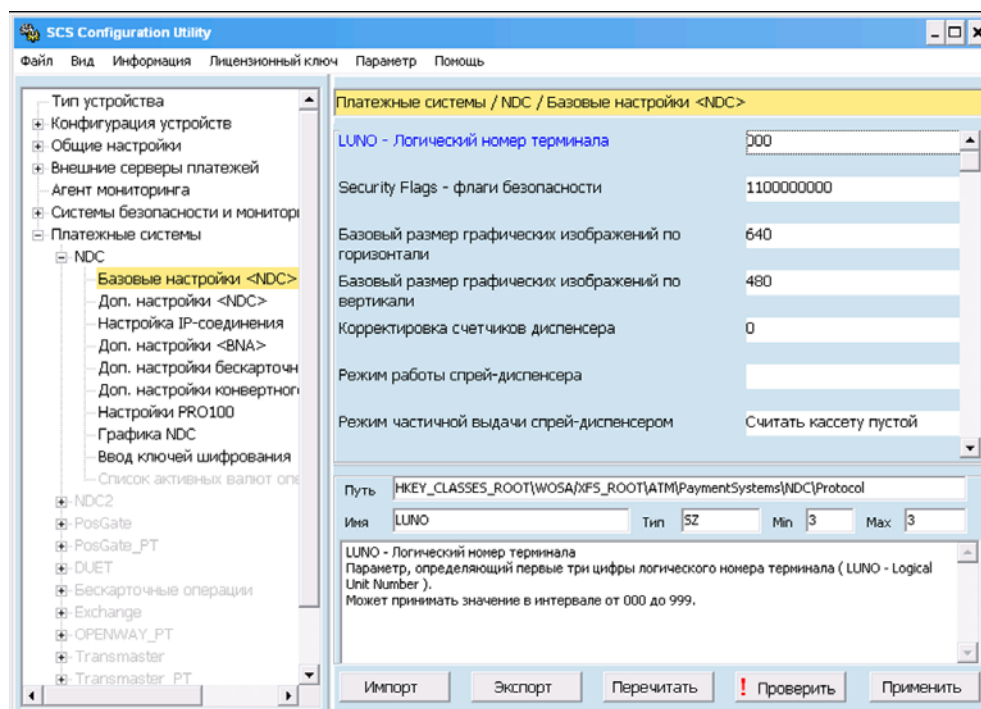 SCS Configuration Utility
Файл Вид Информация Лицензионный ключ Параметр Помощь
Тип устройства
Конфигурация устройств
Общие настройки
Внешние серверы платежей
Агент мониторинга
Системы безопасности и монитор
Платежные системы
NDC
Базовые настройки <NDC>
Доп. настройки <NDC>
Настройка IP-соединения
Доп. настройки <BNA>
Доп. настройки бескарточн
Доп. настройки конвертног
Настройки PRO100
Графика NDC
Ввод ключей шифрования
Список активных валют опе
NDC2
PosGate
PosGate_PT
DUET
Бескарточные операции
Exchange
OPENWAY_PT
Transmaster
Transmaster PT
Платежные системы / NDC / Базовые настройки <NDC>
LUNO - Логический номер терминала 000
Security Flags - флаги безопасности 1100000000
Базовый размер графических изображений по 640
горизонтали
Базовый размер графических изображений по 480
вертикали
Корректировка счетчиков диспенсера 0
Режим работы спрей-диспенсера
Режим частичной выдачи спрей-диспенсером Считать кассету пустой
Путь HKEY_CLASSES_ROOT\WOSA/XFS_ROOT\ATM\PaymentSystems\NDC\Protocol
Имя LUNO Тип SZ Min 3 Max 3
LUNO - Логический номер терминала
Параметр, определяющий первые три цифры логического номера терминала ( LUNO - Logical
Unit Number ).
Может принимать значение в интервале от 000 до 999.
Импорт Экспорт Перечитать ! Проверить Применить